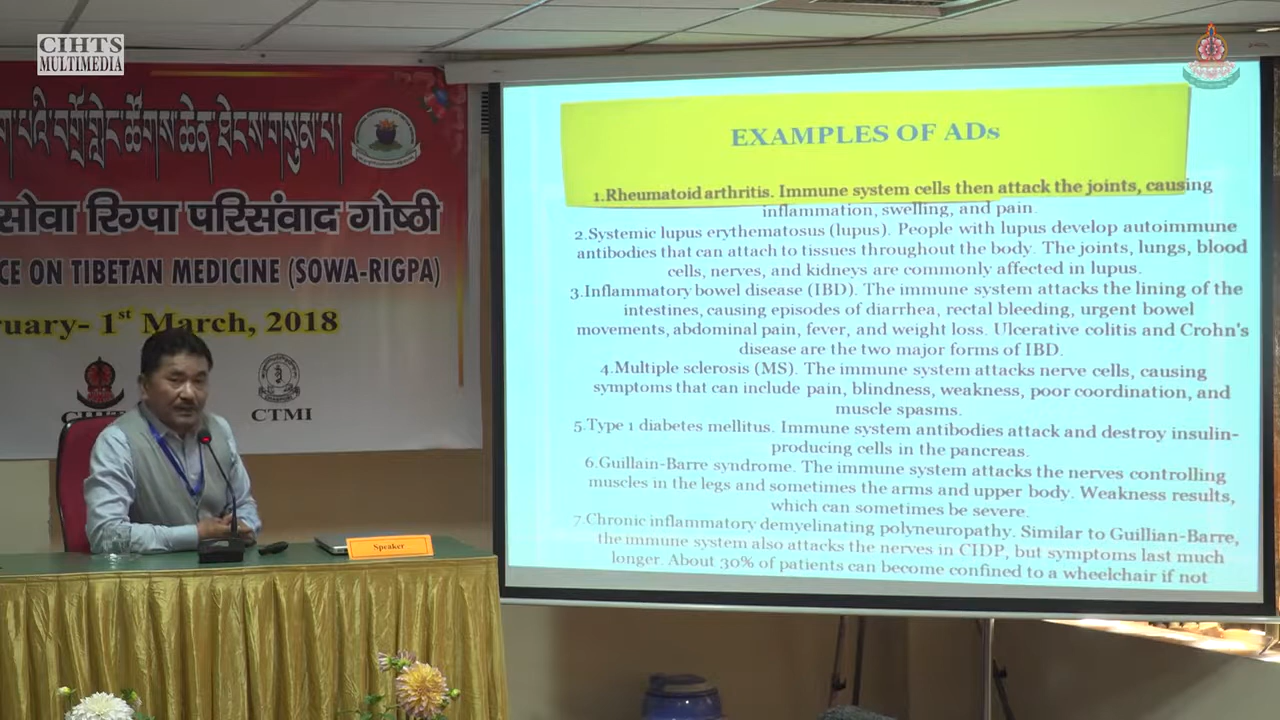 CIHTS
MULTIMEDIA
པའི་བགྲོ་གླེང་ཚོགས་ཆེན་ཐེངས་གསུམ་པ།
सोवा रिग्पा परिसंवाद गोष्ठी
CE ON TIBETAN MEDICINE (SOWA-RIGPA)
ruary- 1st March, 2018
CTMI
Speaker
EXAMPLES OF ADs
1.Rheumatoid arthritis. Immune system cells then attack the joints, causing
inflammation, swelling, and pain.
2.Systemic lupus erythematosus (lupus). People with lupus develop autoimmune
antibodies that can attach to tissues throughout the body. The joints, lungs, blood
cells, nerves, and kidneys are commonly affected in lupus.
3.Inflammatory bowel disease (IBD). The immune system attacks the lining of the
intestines, causing episodes of diarrhea, rectal bleeding, urgent bowel
movements, abdominal pain, fever, and weight loss. Ulcerative colitis and Crohn's
disease are the two major forms of IBD.
4.Multiple sclerosis (MS). The immune system attacks nerve cells, causing
symptoms that can include pain, blindness, weakness, poor coordination, and
muscle spasms.
5.Type 1 diabetes mellitus. Immune system antibodies attack and destroy insulin-
producing cells in the pancreas.
6.Guillain-Barre syndrome. The immune system attacks the nerves controlling
muscles in the legs and sometimes the arms and upper body. Weakness results,
which can sometimes be severe.
7.Chronic inflammatory demyelinating polyneuropathy. Similar to Guillian-Barre,
the immune system also attacks the nerves in CIDP, but symptoms last much
longer. About 30% of patients can become confined to a wheelchair if not